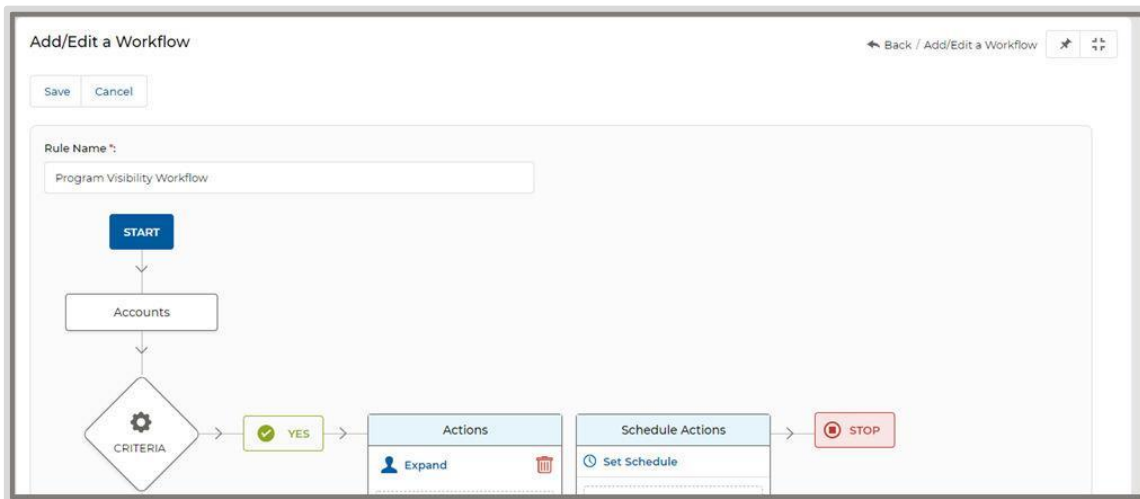 Add/Edit a Workflow
Back / Add/Edit a Workflow
Save Cancel
Rule Name *:
Program Visibility Workflow
START
Accounts
CRITERIA
YES
Actions
Expand
Schedule Actions
Set Schedule
STOP